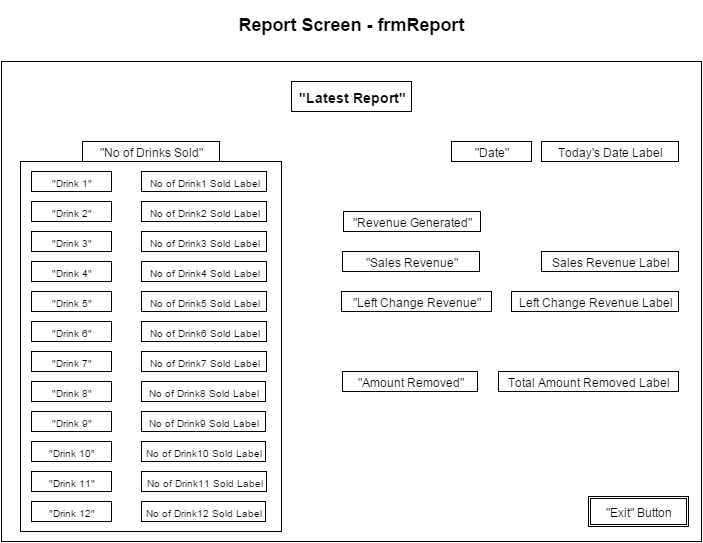 Report Screen - frmReport
"Latest Report"
"No of Drinks Sold"
"Date" Today's Date Label
"Drink 1" No of Drink1 Sold Label
"Drink 2" No of Drink2 Sold Label
"Drink 3" No of Drink3 Sold Label
"Drink 4" No of Drink4 Sold Label
"Drink 5" No of Drink5 Sold Label
"Drink 6" No of Drink6 Sold Label
"Drink 7" No of Drink7 Sold Label
"Drink 8" No of Drink8 Sold Label
"Drink 9" No of Drink9 Sold Label
"Drink 10" No of Drink10 Sold Label
"Drink 11" No of Drink11 Sold Label
"Drink 12" No of Drink12 Sold Label
"Revenue Generated"
"Sales Revenue" Sales Revenue Label
"Left Change Revenue" Left Change Revenue Label
"Amount Removed" Total Amount Removed Label
"Exit" Button